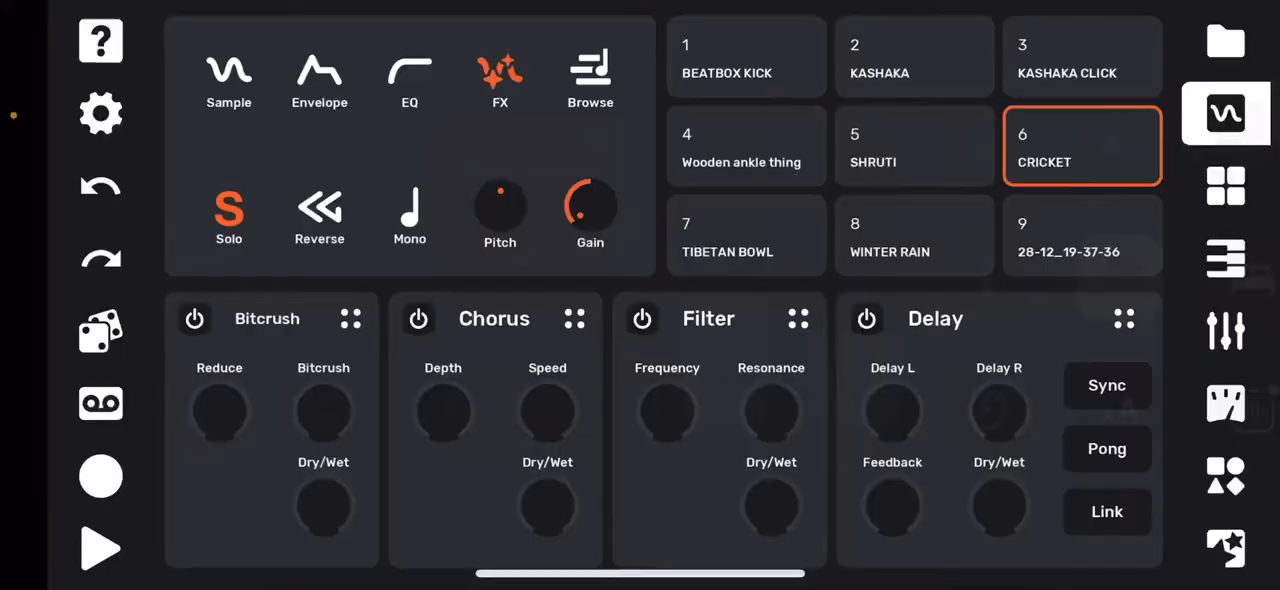 ?
Sample Envelope EQ FX Browse
S
Solo Reverse Mono Pitch Gain
1
BEATBOX KICK
2
KASHAKA
3
KASHAKA CLICK
4
Wooden ankle thing
5
SHRUTI
6
CRICKET
7
TIBETAN BOWL
8
WINTER RAIN
9
28-12_19-37-36
Bitcrush
Reduce Bitcrush
Dry/Wet
Chorus
Depth Speed
Dry/Wet
Filter
Frequency Resonance
Dry/Wet
Delay
Delay L Delay R
Feedback Dry/Wet
Sync
Pong
Link